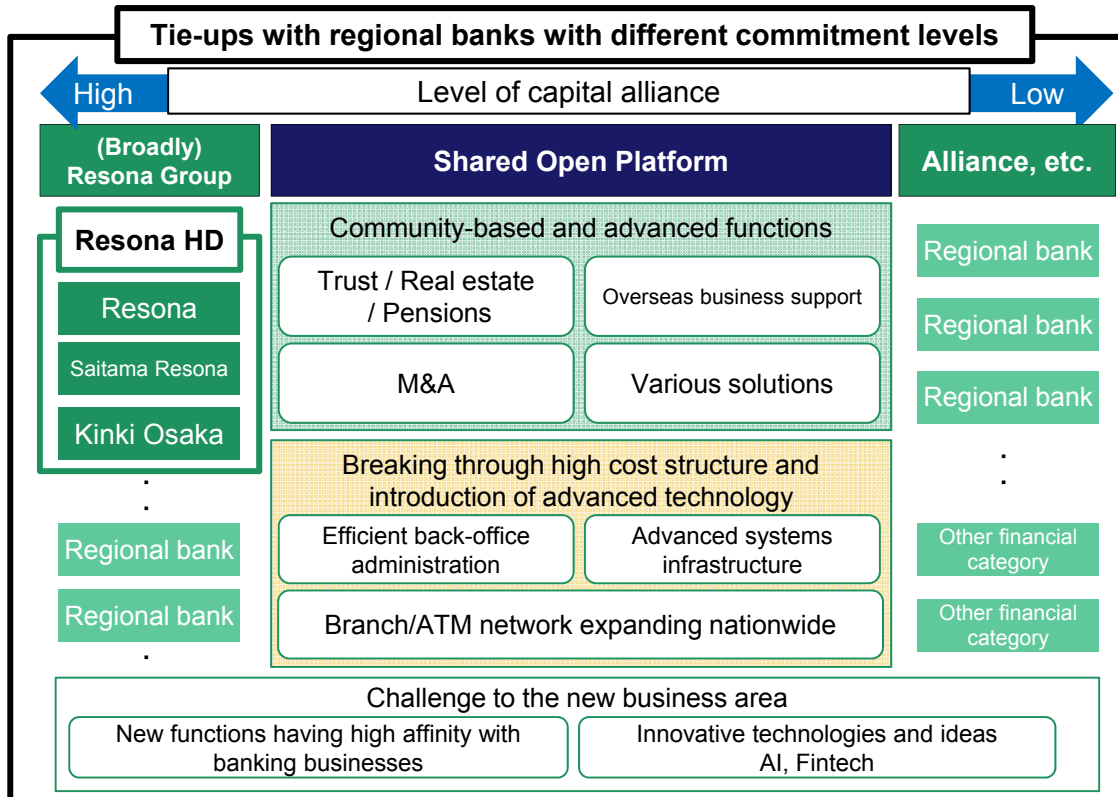 Tie-ups with regional banks with different commitment levels
High
Level of capital alliance
Low
(Broadly)
Resona Group
Shared Open Platform
Alliance, etc.
Resona HD
Resona
Saitama Resona
Kinki Osaka
.
.
Regional bank
Regional bank
.
Community-based and advanced functions
Trust / Real estate
/ Pensions
Overseas business support
M&A
Various solutions
Breaking through high cost structure and
introduction of advanced technology
Efficient back-office
administration
Advanced systems
infrastructure
Branch/ATM network expanding nationwide
Regional bank
Regional bank
Regional bank
.
.
Other financial
category
Other financial
category
Challenge to the new business area
New functions having high affinity with
banking businesses
Innovative technologies and ideas
AI, Fintech